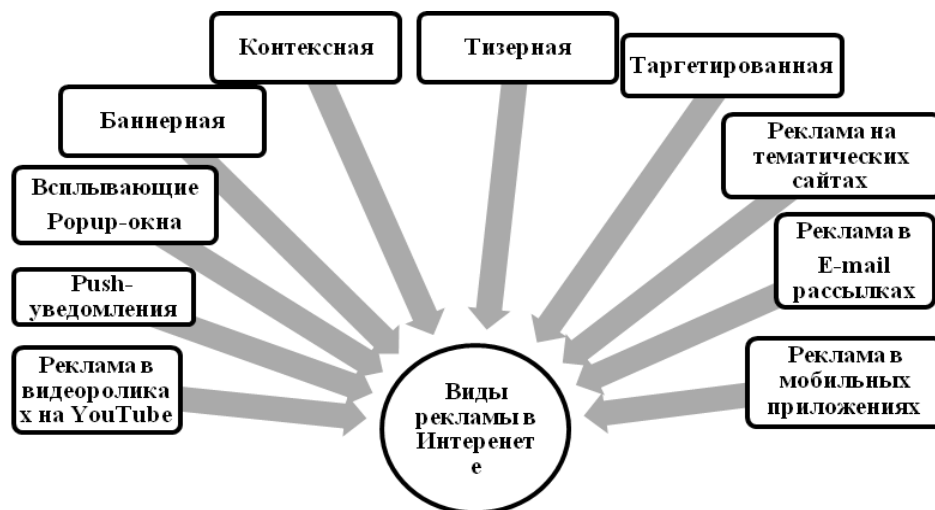 Контексная
Тизерная
Таргетированная
Баннерная
Реклама на
тематических
сайтах
Всплывающие
Popup-окна
Реклама в
E-mail
рассылках
Push-
уведомления
Реклама в
видеоролика
х на YouTube
Виды
рекламы в
Интеренет
е
Реклама в
мобильных
приложениях